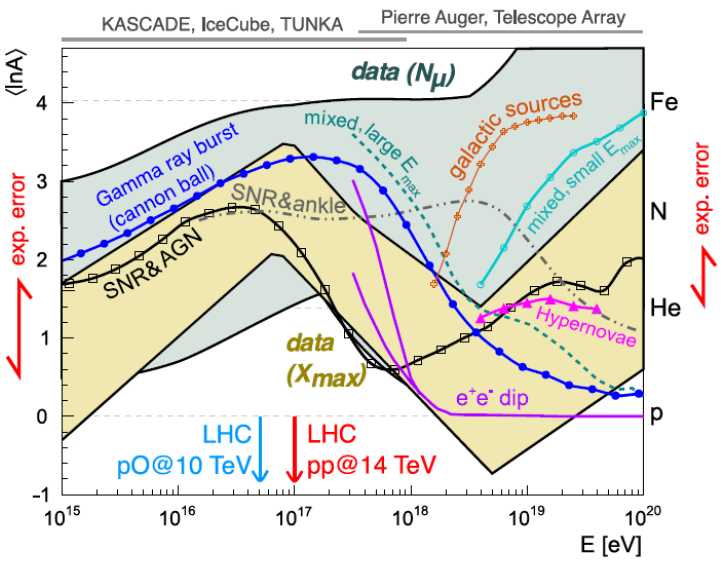 KASCADE, IceCube, TUNKA
Pierre Auger, Telescope Array
⟨lnA⟩
data (Nμ)
4
Fe
mixed, large Emax
galactic sources
mixed, small Emax
Gamma ray burst
(cannon ball)
exp. error
exp. error
3
SNR&ankle
N
SNR&AGN
2
He
Hypernovae
1
data
(Xmax)
e+e- dip
0
p
LHC
pO@10 TeV
LHC
pp@14 TeV
-1
10^15
10^16
10^17
10^18
10^19
10^20
E [eV]